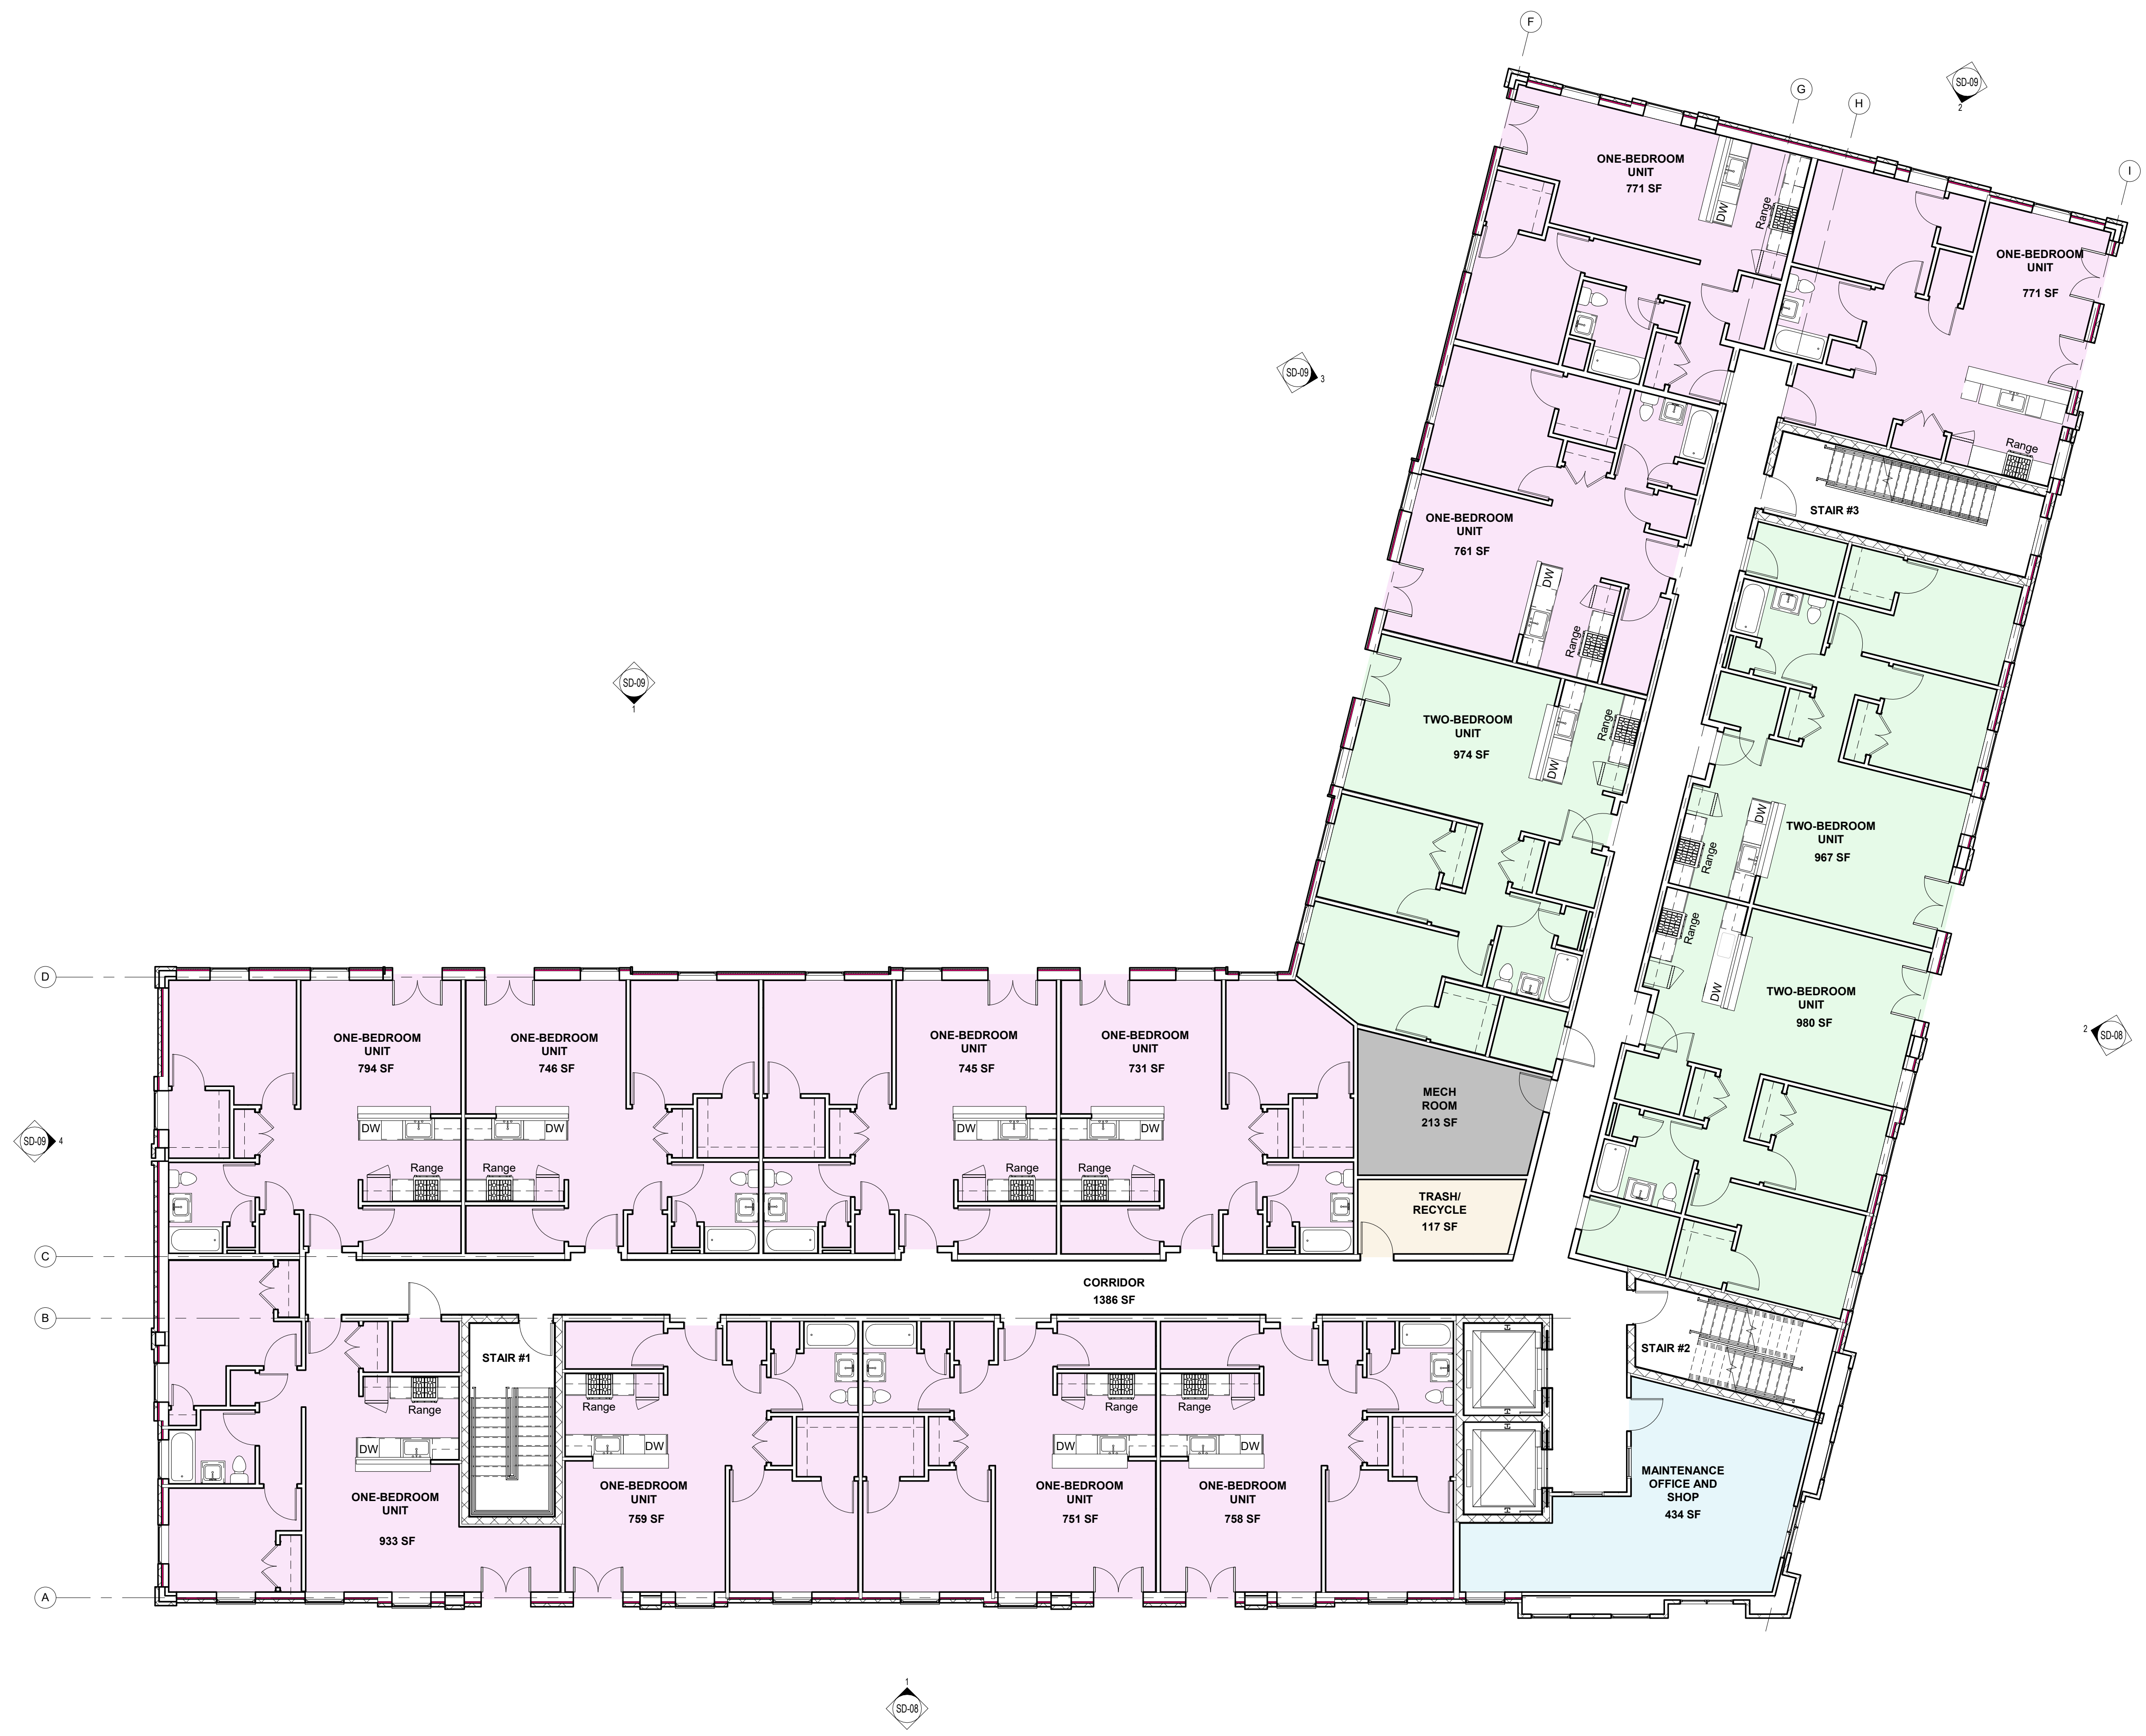 F
SD-09
2
G
H
I
ONE-BEDROOM
UNIT
771 SF
DW
Range
ONE-BEDROOM
UNIT
771 SF
Range
SD-09
3
STAIR #3
ONE-BEDROOM
UNIT
761 SF
DW
Range
SD-09
1
TWO-BEDROOM
UNIT
974 SF
DW
Range
TWO-BEDROOM
UNIT
967 SF
DW
Range
TWO-BEDROOM
UNIT
980 SF
DW
Range
2
SD-08
D
ONE-BEDROOM
UNIT
794 SF
DW
Range
ONE-BEDROOM
UNIT
746 SF
DW
Range
ONE-BEDROOM
UNIT
745 SF
DW
Range
ONE-BEDROOM
UNIT
731 SF
DW
Range
MECH
ROOM
213 SF
TRASH/
RECYCLE
117 SF
SD-09
4
C
CORRIDOR
1386 SF
B
STAIR #1
STAIR #2
Range
DW
ONE-BEDROOM
UNIT
933 SF
Range
DW
ONE-BEDROOM
UNIT
759 SF
Range
DW
ONE-BEDROOM
UNIT
751 SF
Range
DW
ONE-BEDROOM
UNIT
758 SF
MAINTENANCE
OFFICE AND
SHOP
434 SF
A
1
SD-08